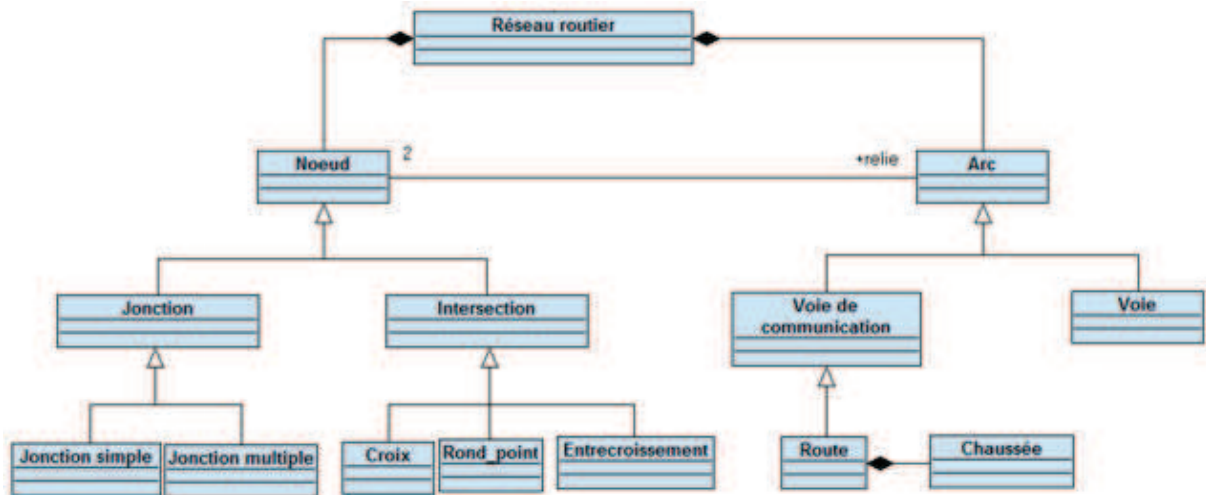 Réseau routier
Noeud
2
+relie
Arc
Jonction
Intersection
Voie de
communication
Voie
Jonction simple
Jonction multiple
Croix
Rond_point
Entrecroissement
Route
Chaussée